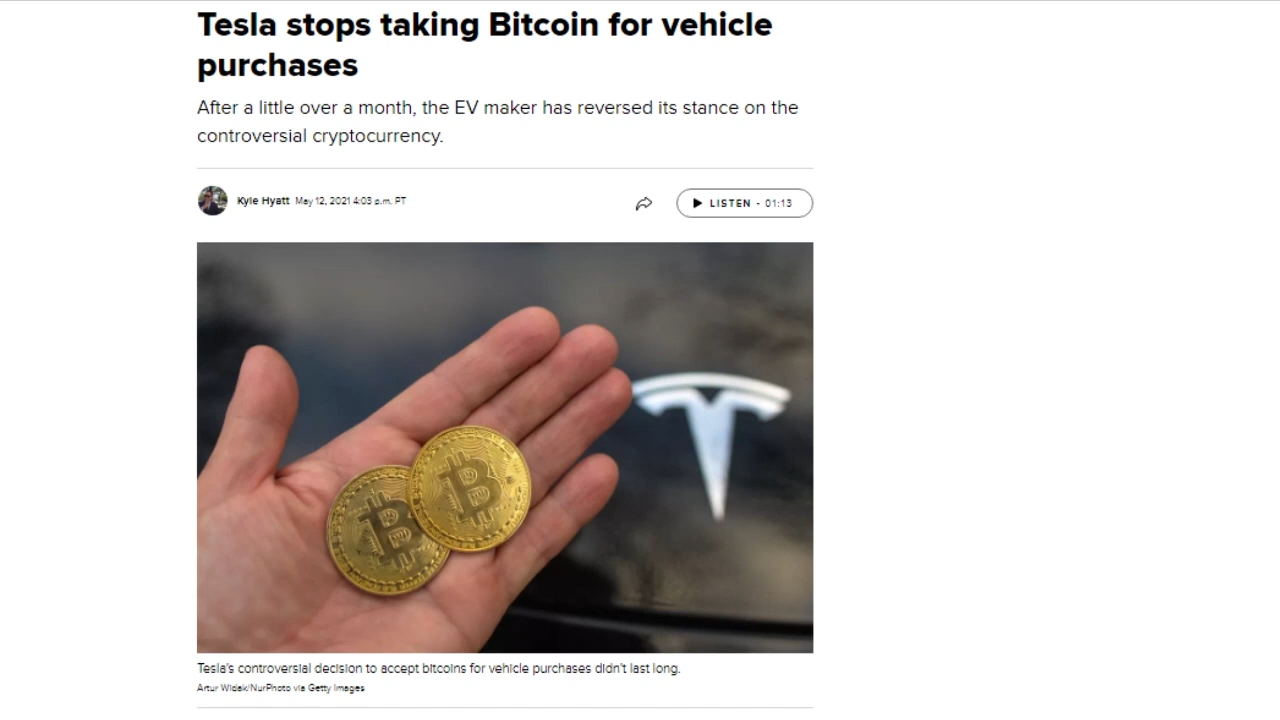 Tesla stops taking Bitcoin for vehicle
purchases
After a little over a month, the EV maker has reversed its stance on the
controversial cryptocurrency.
Kyle Hyatt May 12, 2021 4:03 p.m. PT
LISTEN - 01:13
Tesla's controversial decision to accept bitcoins for vehicle purchases didn't last long.
Artur Widak/NurPhoto via Getty Images